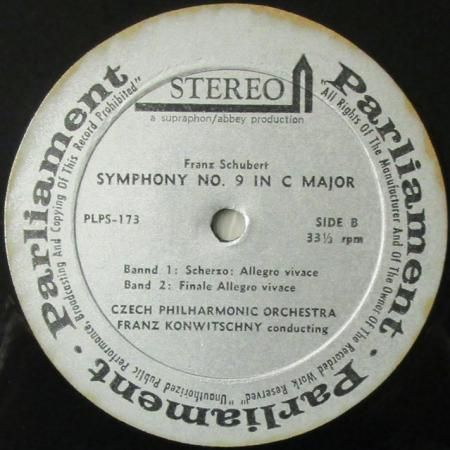 STEREO
a supraphon/abbey production
Franz Schubert
SYMPHONY NO. 9 IN C MAJOR
PLPS-173
SIDE B
33⅓ rpm
Bannd 1: Scherzo: Allegro vivace
Band 2: Finale Allegro vivace
CZECH PHILHARMONIC ORCHESTRA
FRANZ KONWITSCHNY conducting
Parliament · Parliament · Parliament ·
"All Rights Of The Manufacturer And Of The Owner Of The Recorded Work Reserved" "Unauthorized Public Performance, Broadcasting And Copying Of This Record Prohibited"